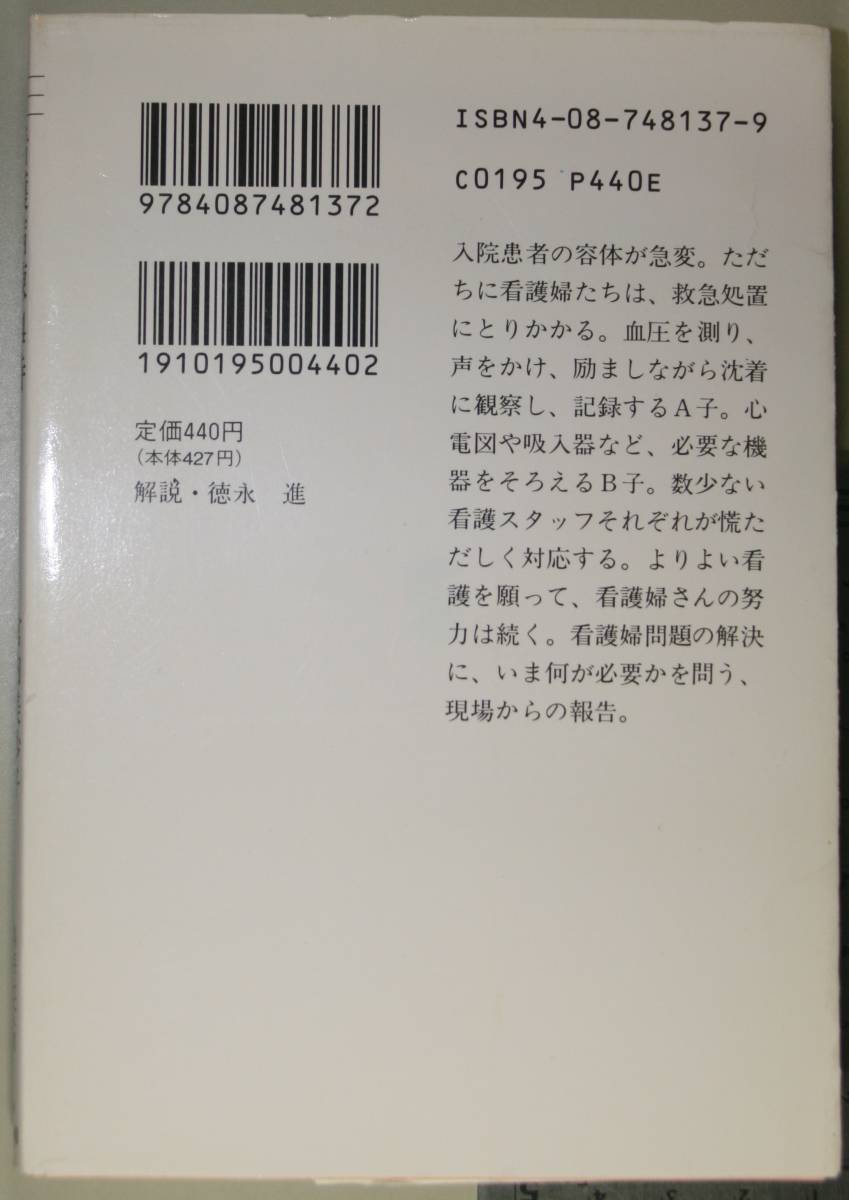 9784087481372
1910195004402
定価440円
(本体427円)
解説・徳永　進
ISBN4-08-748137-9
C0195 P440E
入院患者の容体が急変。ただ
ちに看護婦たちは、救急処置
にとりかかる。血圧を測り、
声をかけ、励ましながら沈着
に観察し、記録するA子。心
電図や吸入器など、必要な機
器をそろえるB子。数少ない
看護スタッフそれぞれが慌た
だしく対応する。よりよい看
護を願って、看護婦さんの努
力は続く。看護婦問題の解決
に、いま何が必要かを問う、
現場からの報告。